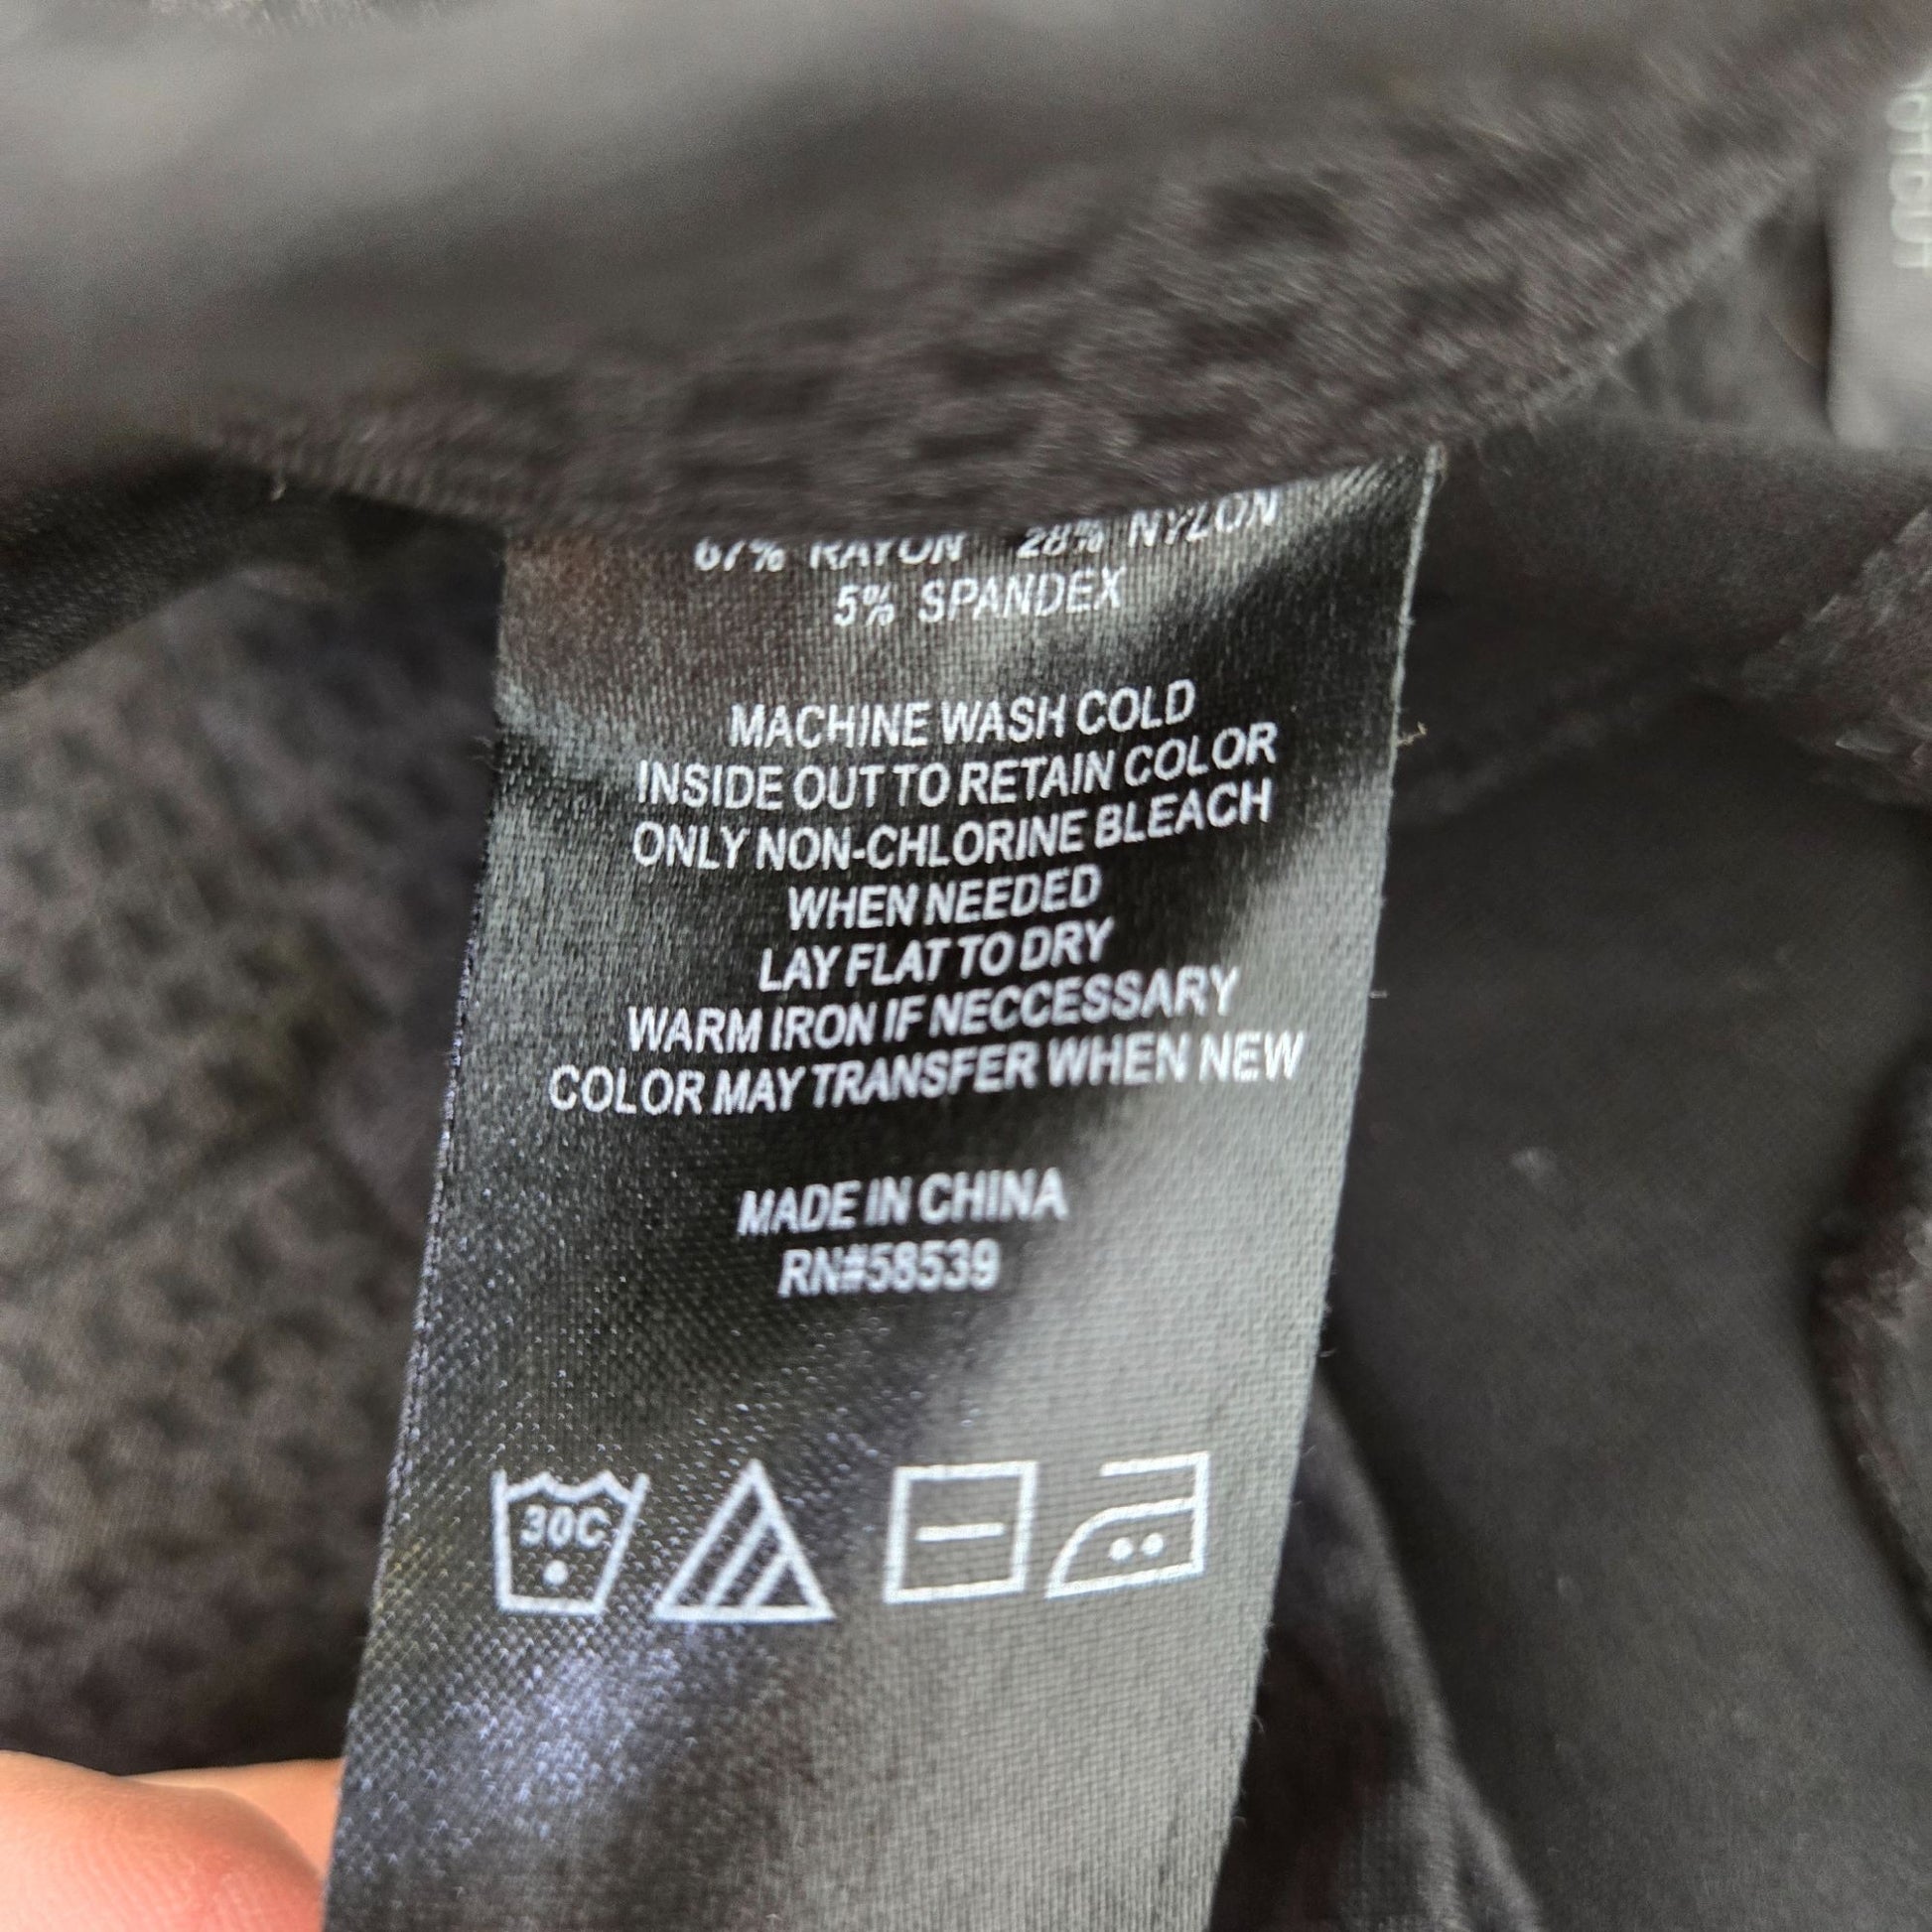 67% RAYON 28% NYLON
5% SPANDEX
MACHINE WASH COLD
INSIDE OUT TO RETAIN COLOR
ONLY NON-CHLORINE BLEACH
WHEN NEEDED
LAY FLAT TO DRY
WARM IRON IF NECCESSARY
COLOR MAY TRANSFER WHEN NEW
MADE IN CHINA
RN#58539
30C